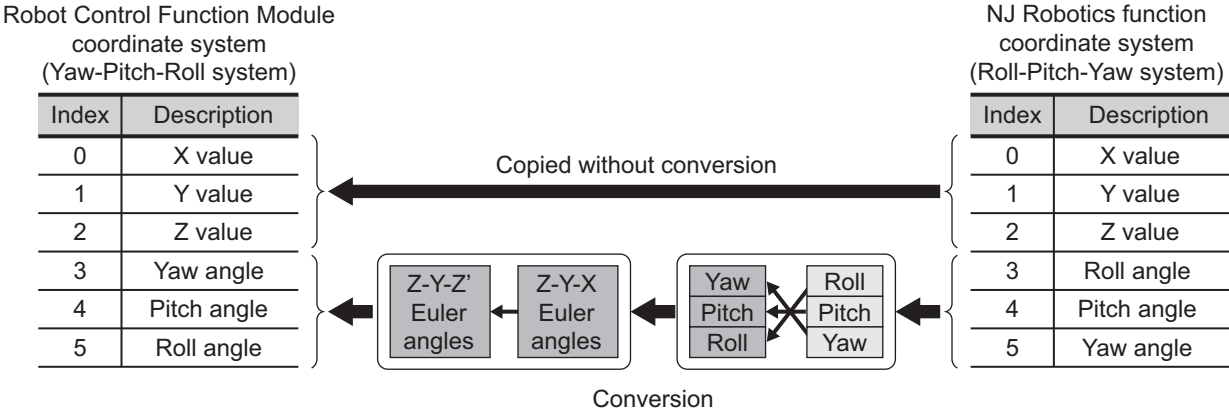 Robot Control Function Module
coordinate system
(Yaw-Pitch-Roll system)
Index Description
0 X value
1 Y value
2 Z value
3 Yaw angle
4 Pitch angle
5 Roll angle
Copied without conversion
Z-Y-Z'
Euler
angles
Z-Y-X
Euler
angles
Yaw
Pitch
Roll
Roll
Pitch
Yaw
Conversion
NJ Robotics function
coordinate system
(Roll-Pitch-Yaw system)
Index Description
0 X value
1 Y value
2 Z value
3 Roll angle
4 Pitch angle
5 Yaw angle